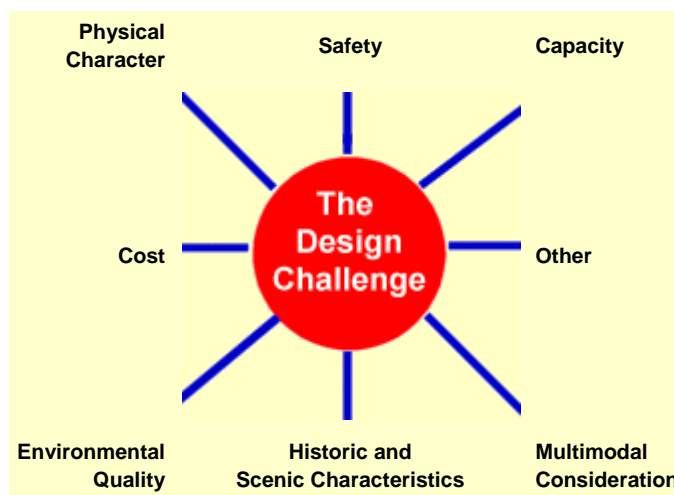 Physical
Character
Safety
Capacity
The
Design
Challenge
Cost
Other
Environmental
Quality
Historic and
Scenic Characteristics
Multimodal
Consideration